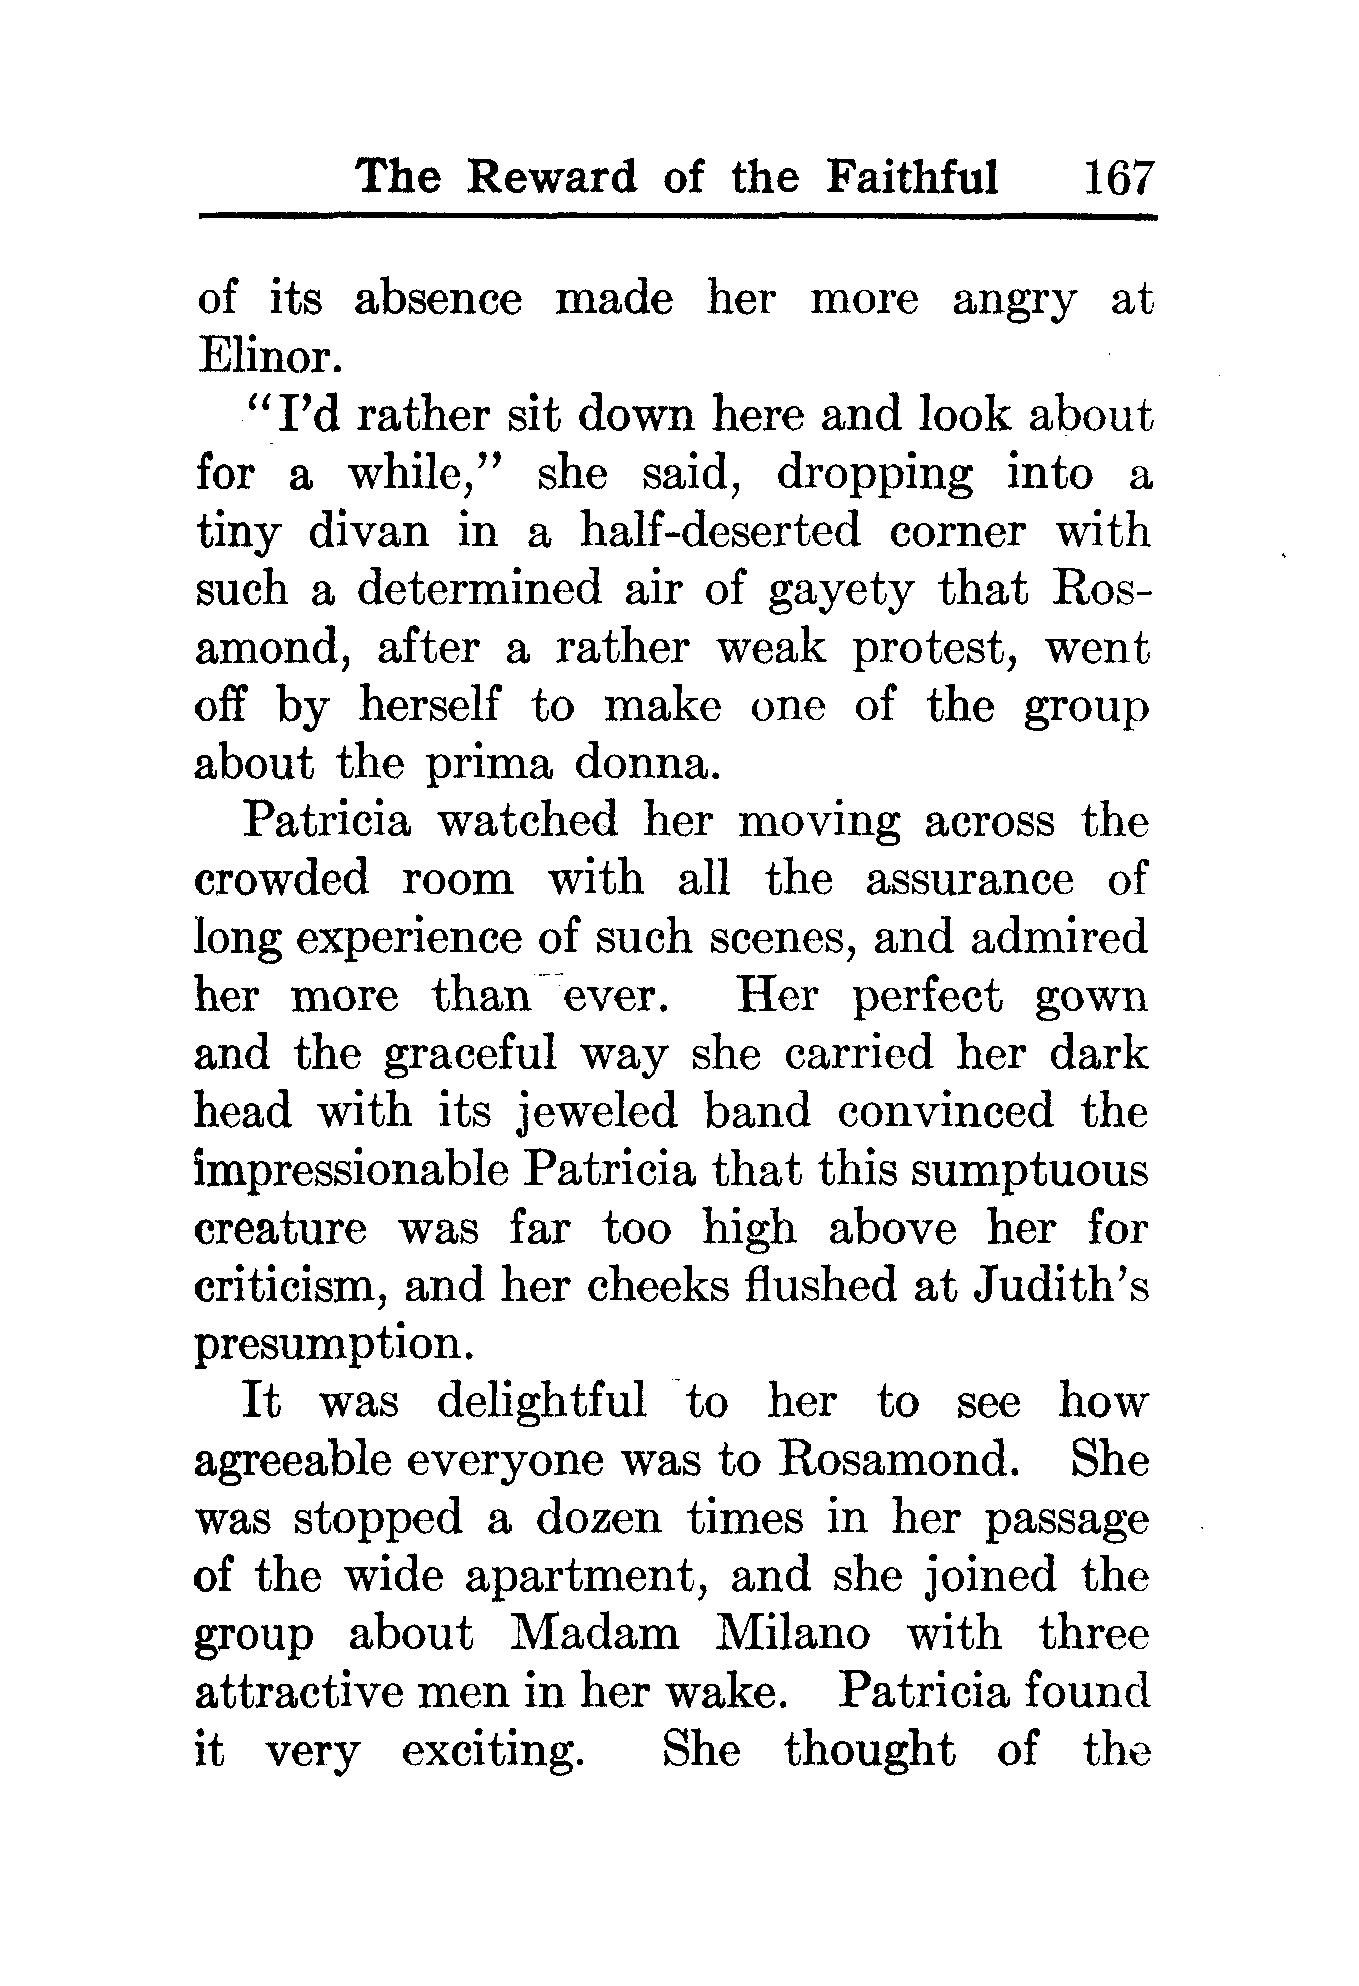 The Reward of the Faithful 167
of its absence made her more angry at
Elinor.
"I'd rather sit down here and look about
for a while," she said, dropping into a
tiny divan in a half-deserted corner with
such a determined air of gayety that Ros-
amond, after a rather weak protest, went
off by herself to make one of the group
about the prima donna.
Patricia watched her moving across the
crowded room with all the assurance of
long experience of such scenes, and admired
her more than ever. Her perfect gown
and the graceful way she carried her dark
head with its jeweled band convinced the
impressionable Patricia that this sumptuous
creature was far too high above her for
criticism, and her cheeks flushed at Judith's
presumption.
It was delightful to her to see how
agreeable everyone was to Rosamond. She
was stopped a dozen times in her passage
of the wide apartment, and she joined the
group about Madam Milano with three
attractive men in her wake. Patricia found
it very exciting. She thought of the